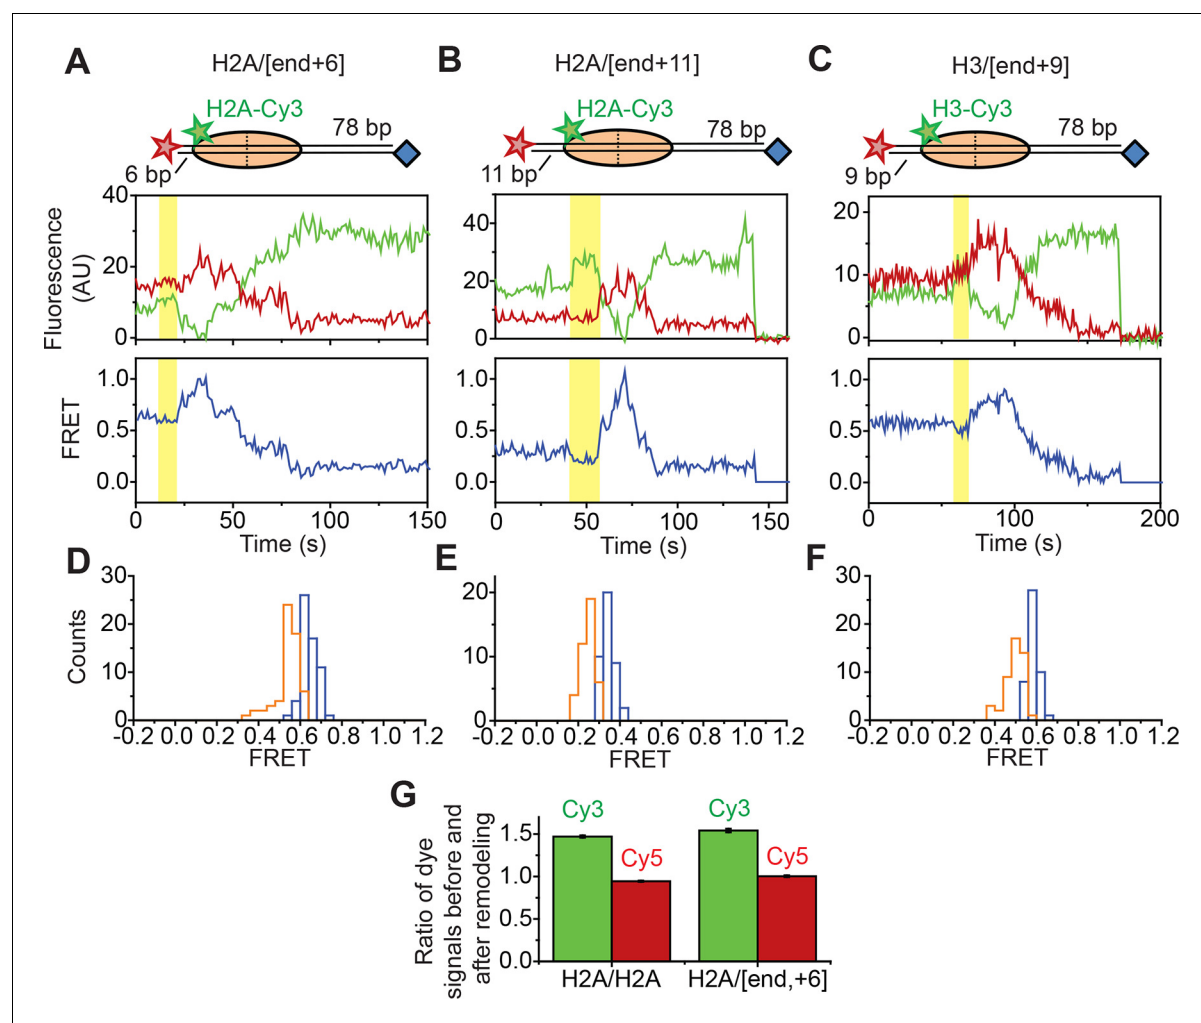 A
H2A/[end+6]
H2A-Cy3
78 bp
6 bp
B
H2A/[end+11]
H2A-Cy3
78 bp
11 bp
C
H3/[end+9]
H3-Cy3
78 bp
9 bp
Fluorescence
(AU)
40
20
0
40
20
0
20
10
0
FRET
1.0
0.5
0.0
1.0
0.5
0.0
1.0
0.5
0.0
0 50 100 150
0 50 100 150
0 100 200
Time (s)
Time (s)
Time (s)
D
E
F
Counts
30
20
10
0
20
10
0
30
20
10
0
-0.2 0.0 0.2 0.4 0.6 0.8 1.0 1.2
-0.2 0.0 0.2 0.4 0.6 0.8 1.0 1.2
-0.2 0.0 0.2 0.4 0.6 0.8 1.0 1.2
FRET
FRET
FRET
G
Ratio of dye
signals before and
after remodeling
1.5
1.0
0.5
0.0
Cy3
Cy5
Cy3
Cy5
H2A/H2A
H2A/[end,+6]